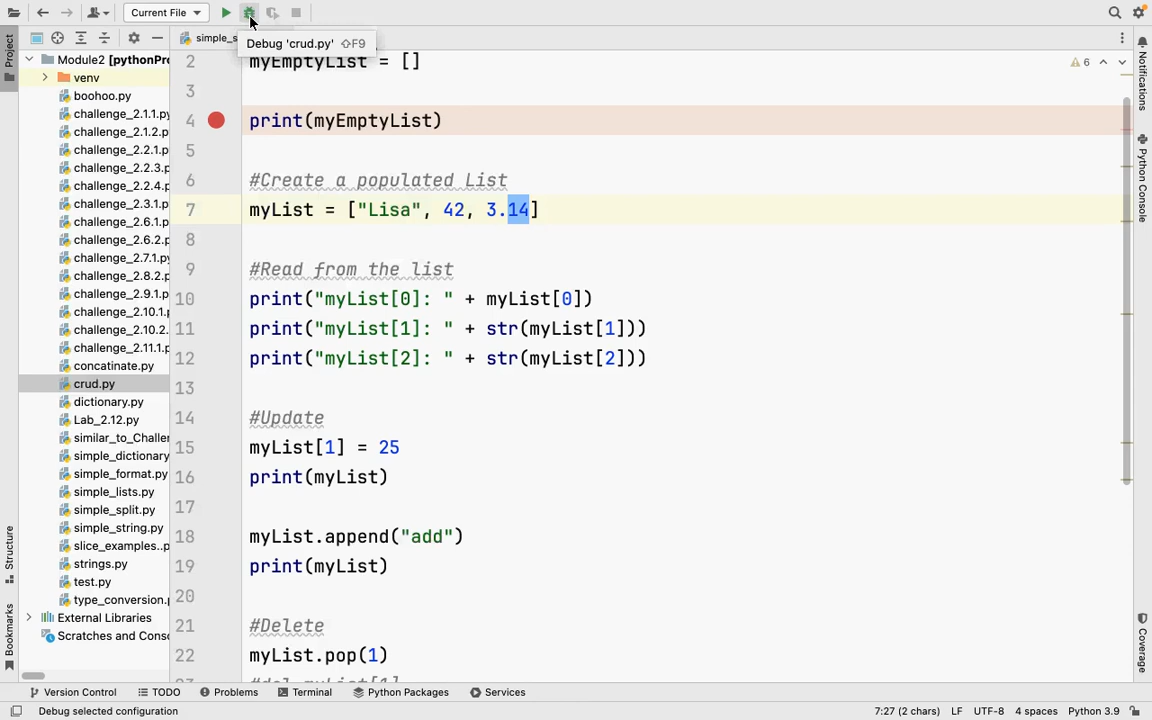 Current File
simple_s
Debug 'crud.py' ⇧F9
Project
Module2 [pythonPro
venv
boohoo.py
challenge_2.1.1.py
challenge_2.1.2.p
challenge_2.2.1.p
challenge_2.2.3.p
challenge_2.2.4.p
challenge_2.3.1.p
challenge_2.6.1.p
challenge_2.6.2.p
challenge_2.7.1.py
challenge_2.8.2.p
challenge_2.9.1.p
challenge_2.10.1.p
challenge_2.10.2.
challenge_2.11.1.p
concatinate.py
crud.py
dictionary.py
Lab_2.12.py
similar_to_Challer
simple_dictionary
simple_format.py
simple_lists.py
simple_split.py
simple_string.py
slice_examples..p
strings.py
test.py
type_conversion.p
External Libraries
Scratches and Conso
Structure
Bookmarks
2 myEmptyList = []
3
4 print(myEmptyList)
5
6 #Create a populated List
7 myList = ["Lisa", 42, 3.14]
8
9 #Read from the list
10 print("myList[0]: " + myList[0])
11 print("myList[1]: " + str(myList[1]))
12 print("myList[2]: " + str(myList[2]))
13
14 #Update
15 myList[1] = 25
16 print(myList)
17
18 myList.append("add")
19 print(myList)
20
21 #Delete
22 myList.pop(1)
#del myList[1]
6
Notifications
Python Console
Coverage
Version Control
TODO
Problems
Terminal
Python Packages
Services
Debug selected configuration
7:27 (2 chars) LF UTF-8 4 spaces Python 3.9